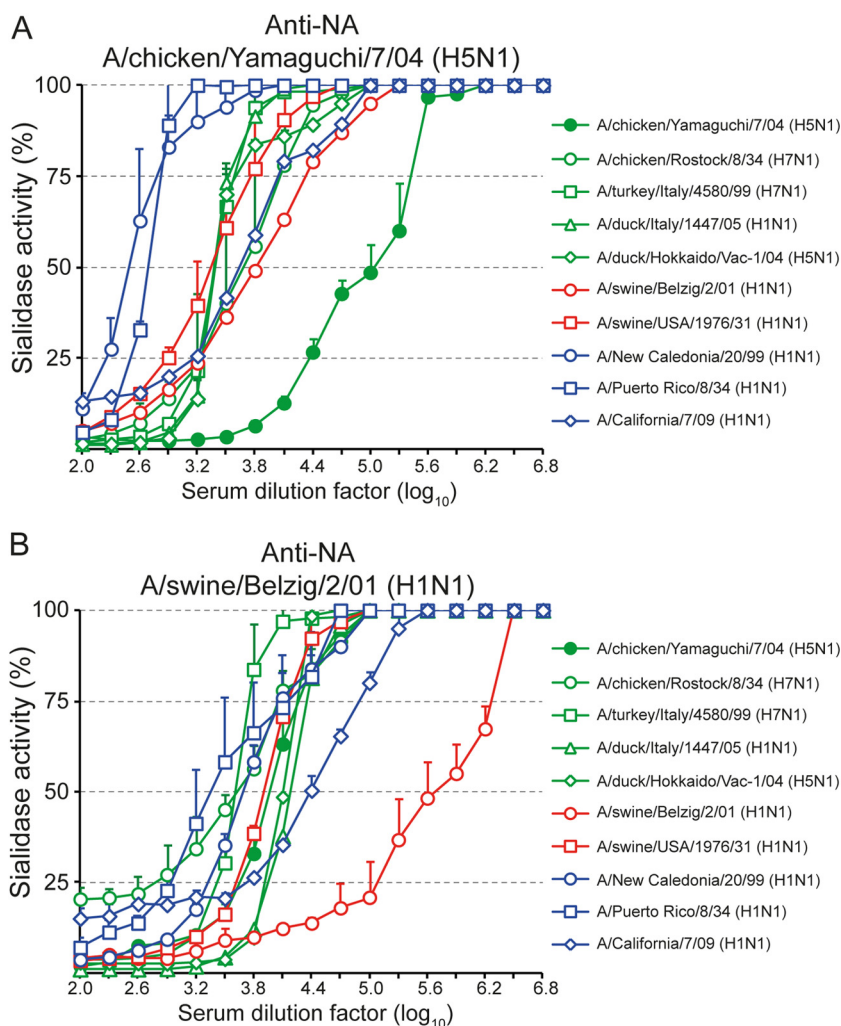 A
Anti-NA
A/chicken/Yamaguchi/7/04 (H5N1)
Sialidase activity (%)
100
75
50
25
2.0 2.6 3.2 3.8 4.4 5.0 5.6 6.2 6.8
Serum dilution factor (log10)
A/chicken/Yamaguchi/7/04 (H5N1)
A/chicken/Rostock/8/34 (H7N1)
A/turkey/Italy/4580/99 (H7N1)
A/duck/Italy/1447/05 (H1N1)
A/duck/Hokkaido/Vac-1/04 (H5N1)
A/swine/Belzig/2/01 (H1N1)
A/swine/USA/1976/31 (H1N1)
A/New Caledonia/20/99 (H1N1)
A/Puerto Rico/8/34 (H1N1)
A/California/7/09 (H1N1)
B
Anti-NA
A/swine/Belzig/2/01 (H1N1)
Sialidase activity (%)
100
75
50
25
2.0 2.6 3.2 3.8 4.4 5.0 5.6 6.2 6.8
Serum dilution factor (log10)
A/chicken/Yamaguchi/7/04 (H5N1)
A/chicken/Rostock/8/34 (H7N1)
A/turkey/Italy/4580/99 (H7N1)
A/duck/Italy/1447/05 (H1N1)
A/duck/Hokkaido/Vac-1/04 (H5N1)
A/swine/Belzig/2/01 (H1N1)
A/swine/USA/1976/31 (H1N1)
A/New Caledonia/20/99 (H1N1)
A/Puerto Rico/8/34 (H1N1)
A/California/7/09 (H1N1)